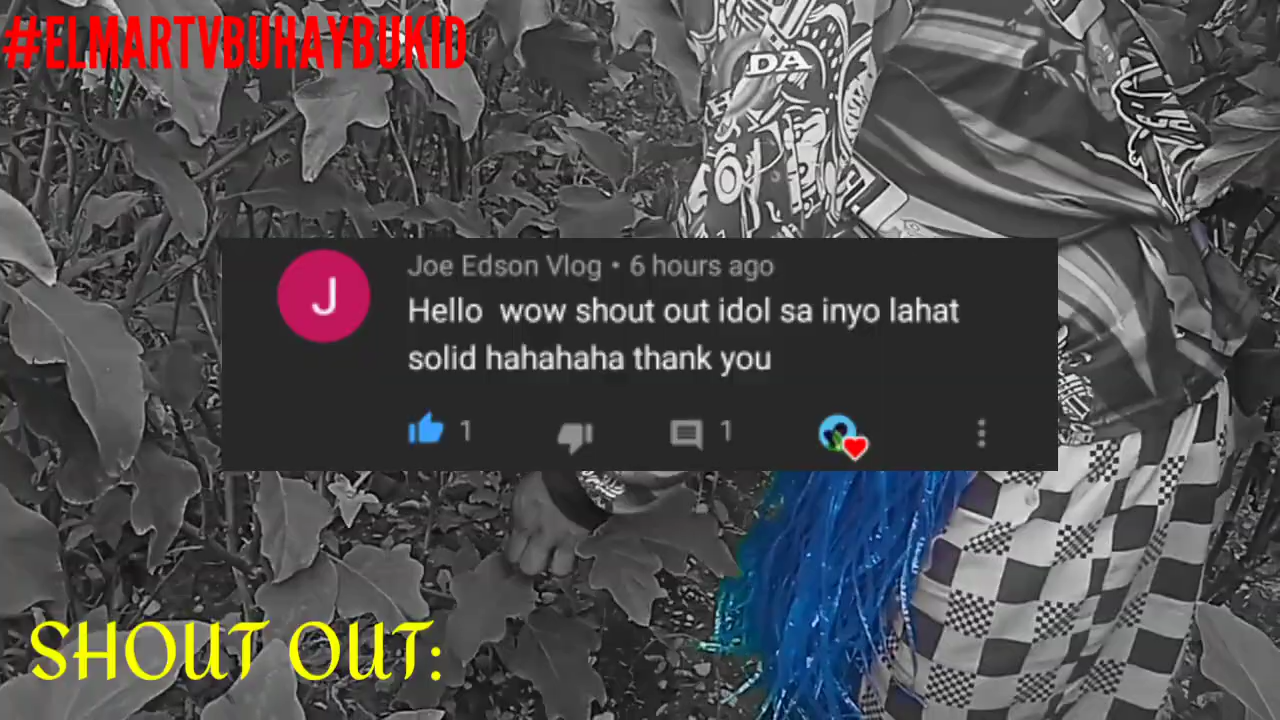 #ELMARTVBUHAYBUKID
DA
Joe Edson Vlog • 6 hours ago
Hello wow shout out idol sa inyo lahat
solid hahahaha thank you
1
1
SHOUT OUT: